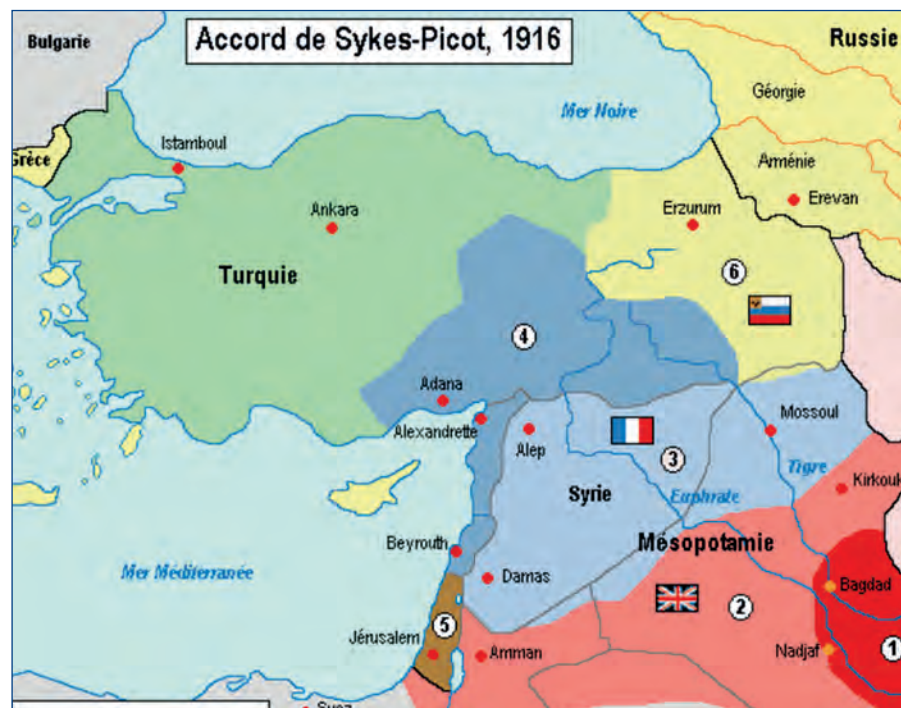 Bulgarie
Accord de Sykes-Picot, 1916
Russie
Géorgie
Mer Noire
Istamboul
Grèce
Arménie
Erevan
Ankara
Erzurum
Turquie
6
4
Adana
Alexandrette
Alep
Mossoul
3
Tigre
Kirkouk
Syrie
Euphrate
Mésopotamie
Beyrouth
Mer Méditerranée
Damas
Bagdad
2
5
Jérusalem
Amman
Nadjaf
1